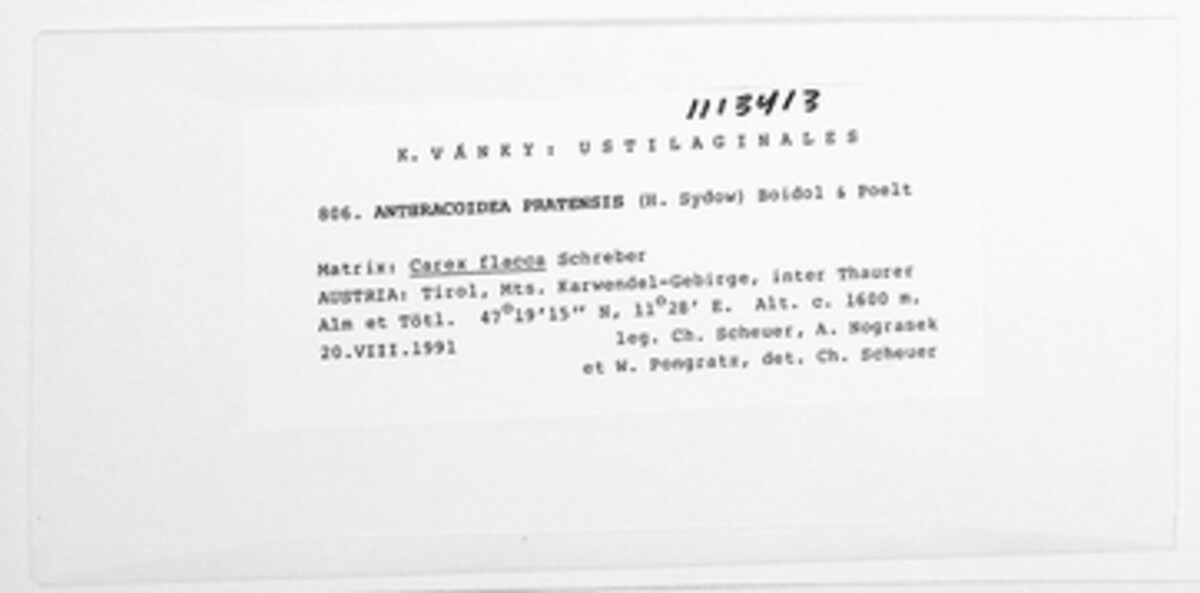 1113413
K. VÁNKY: USTILAGINALES
806. ANTHRACOIDEA PRATENSIS (H. Sydow) Boidol & Poelt
Matrix: Carex flacca Schreber
AUSTRIA: Tirol, Mts. Karwendel-Gebirge, inter Thaurer
Alm et Tötl. 47°19'15" N, 11°28' E. Alt. c. 1600 m.
20.VIII.1991 leg. Ch. Scheuer, A. Nograsek
et W. Pongratz, det. Ch. Scheuer